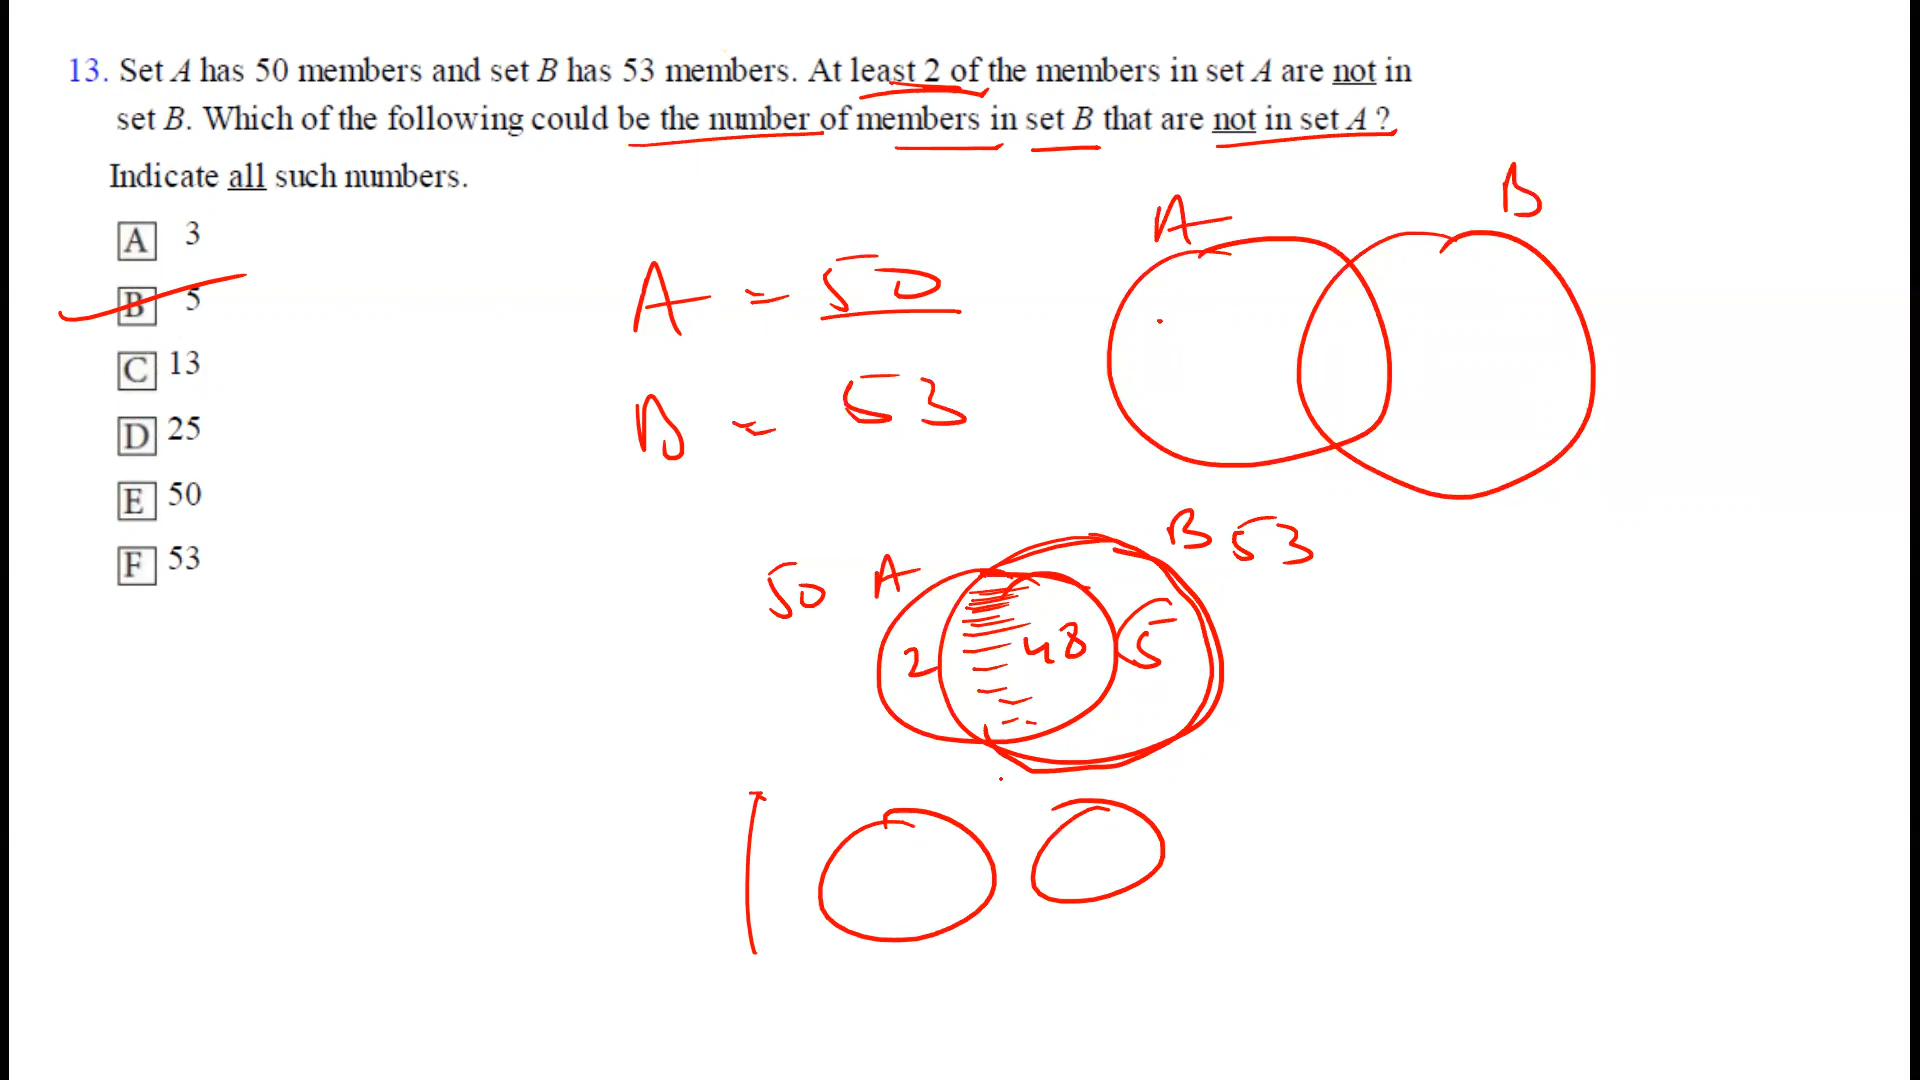 13. Set A has 50 members and set B has 53 members. At least 2 of the members in set A are not in
set B. Which of the following could be the number of members in set B that are not in set A ?
Indicate all such numbers.
A 3
B 5
C 13
D 25
E 50
F 53
A = 50
B = 53
A B
50 A B 53
2 48 5